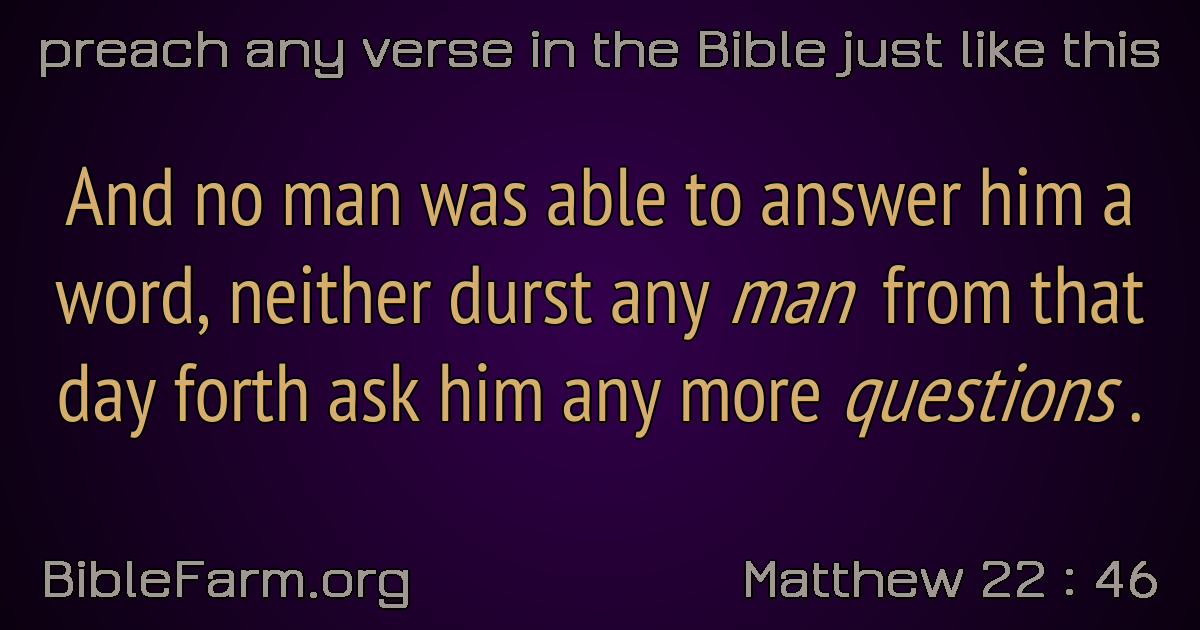 preach any verse in the Bible just like this
And no man was able to answer him a
word, neither durst any man from that
day forth ask him any more questions .
BibleFarm.org
Matthew 22 : 46